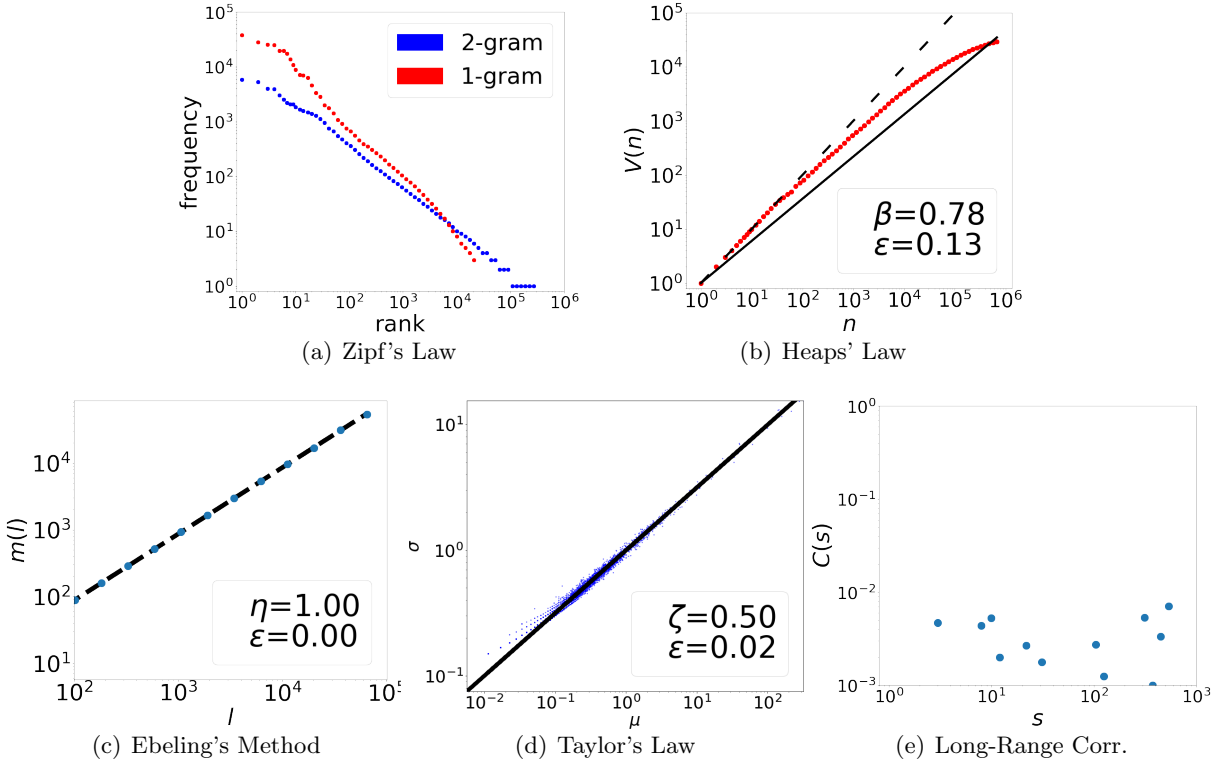 10^5
10^4
10^3
10^2
10^1
10^0
frequency
2-gram
1-gram
10^0 10^1 10^2 10^3 10^4 10^5 10^6
rank
(a) Zipf's Law
10^5
10^4
10^3
10^2
10^1
10^0
V(n)
β=0.78
ε=0.13
10^0 10^1 10^2 10^3 10^4 10^5 10^6
n
(b) Heaps' Law
10^4
10^3
10^2
10^1
m(l)
η=1.00
ε=0.00
10^2 10^3 10^4 10^5
l
(c) Ebeling's Method
10^1
10^0
10^−1
σ
ζ=0.50
ε=0.02
10^−2 10^−1 10^0 10^1 10^2
μ
(d) Taylor's Law
10^0
10^−1
10^−2
10^−3
C(s)
10^0 10^1 10^2 10^3
s
(e) Long-Range Corr.